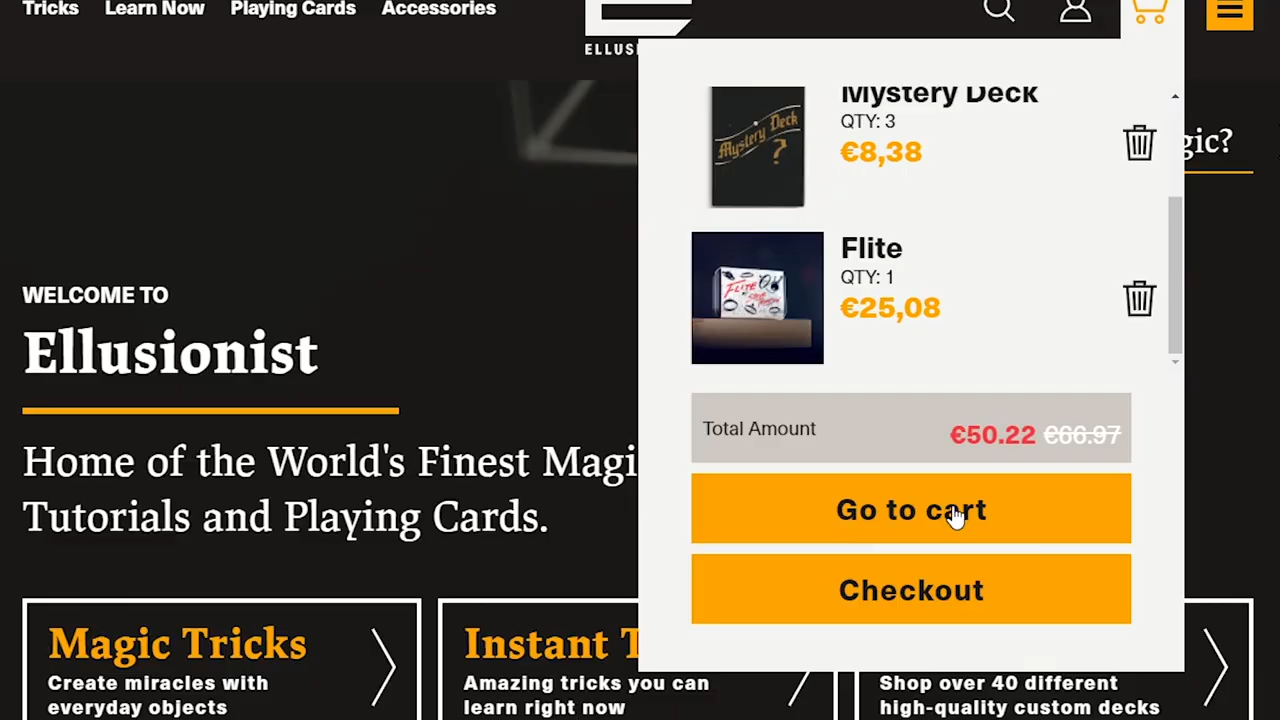 Tricks
Learn Now
Playing Cards
Accessories
Mystery Deck
QTY: 3
€8,38
Mystery Deck
?
Flite
QTY: 1
€25,08
FLITE
Total Amount
€50.22 €66.97
Go to cart
Checkout
WELCOME TO
Ellusionist
Home of the World's Finest Magi
Tutorials and Playing Cards.
Magic Tricks
Create miracles with
everyday objects
Instant T
Amazing tricks you can
learn right now
Shop over 40 different
high-quality custom decks